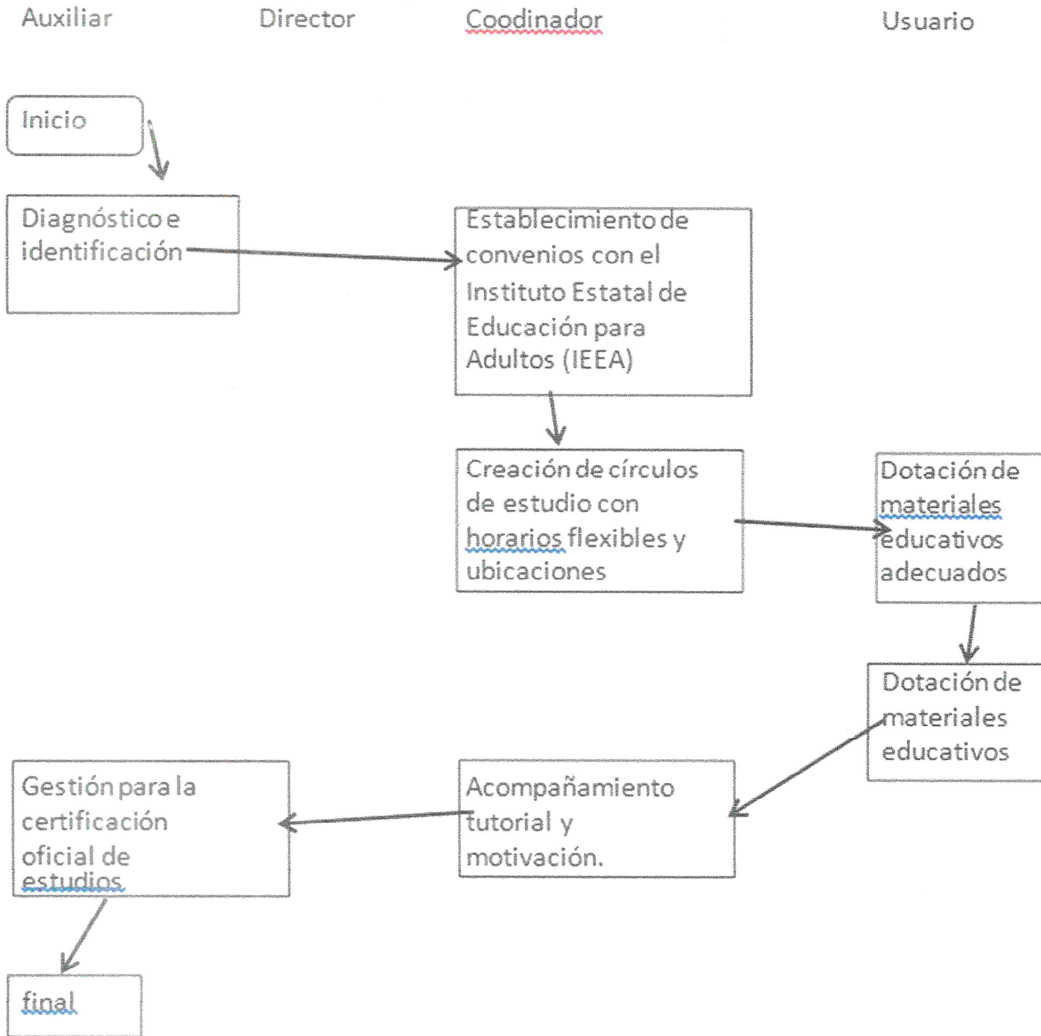 Auxiliar Director Coodinador Usuario
Inicio
Diagnóstico e
identificación
Establecimiento de
convenios con el
Instituto Estatal de
Educación para
Adultos (IEEA)
Creación de círculos
de estudio con
horarios flexibles y
ubicaciones
Dotación de
materiales
educativos
adecuados
Dotación de
materiales
educativos
Acompañamiento
tutorial y
motivación.
Gestión para la
certificación
oficial de
estudios
final